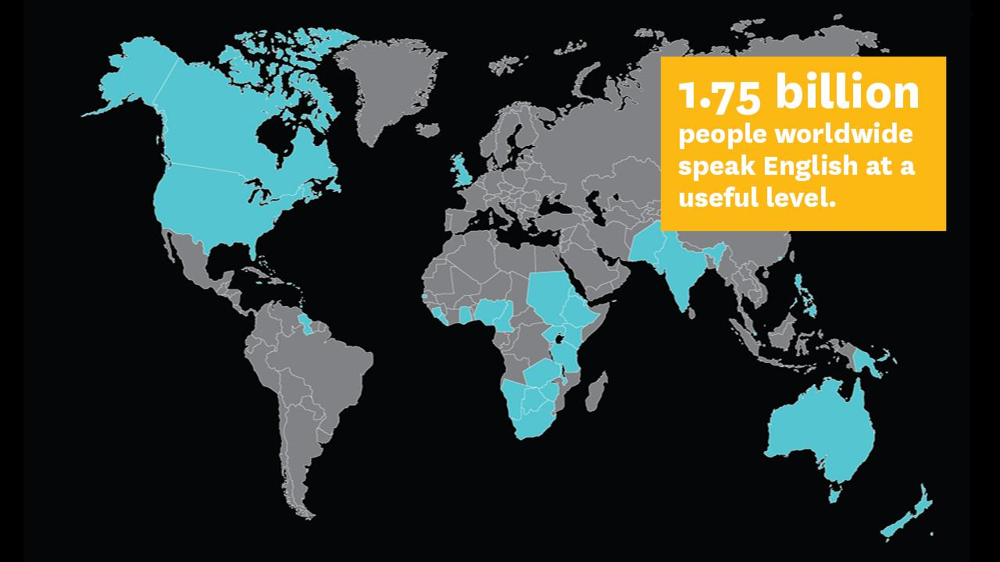 1.75 billion
people worldwide
speak English at a
useful level.